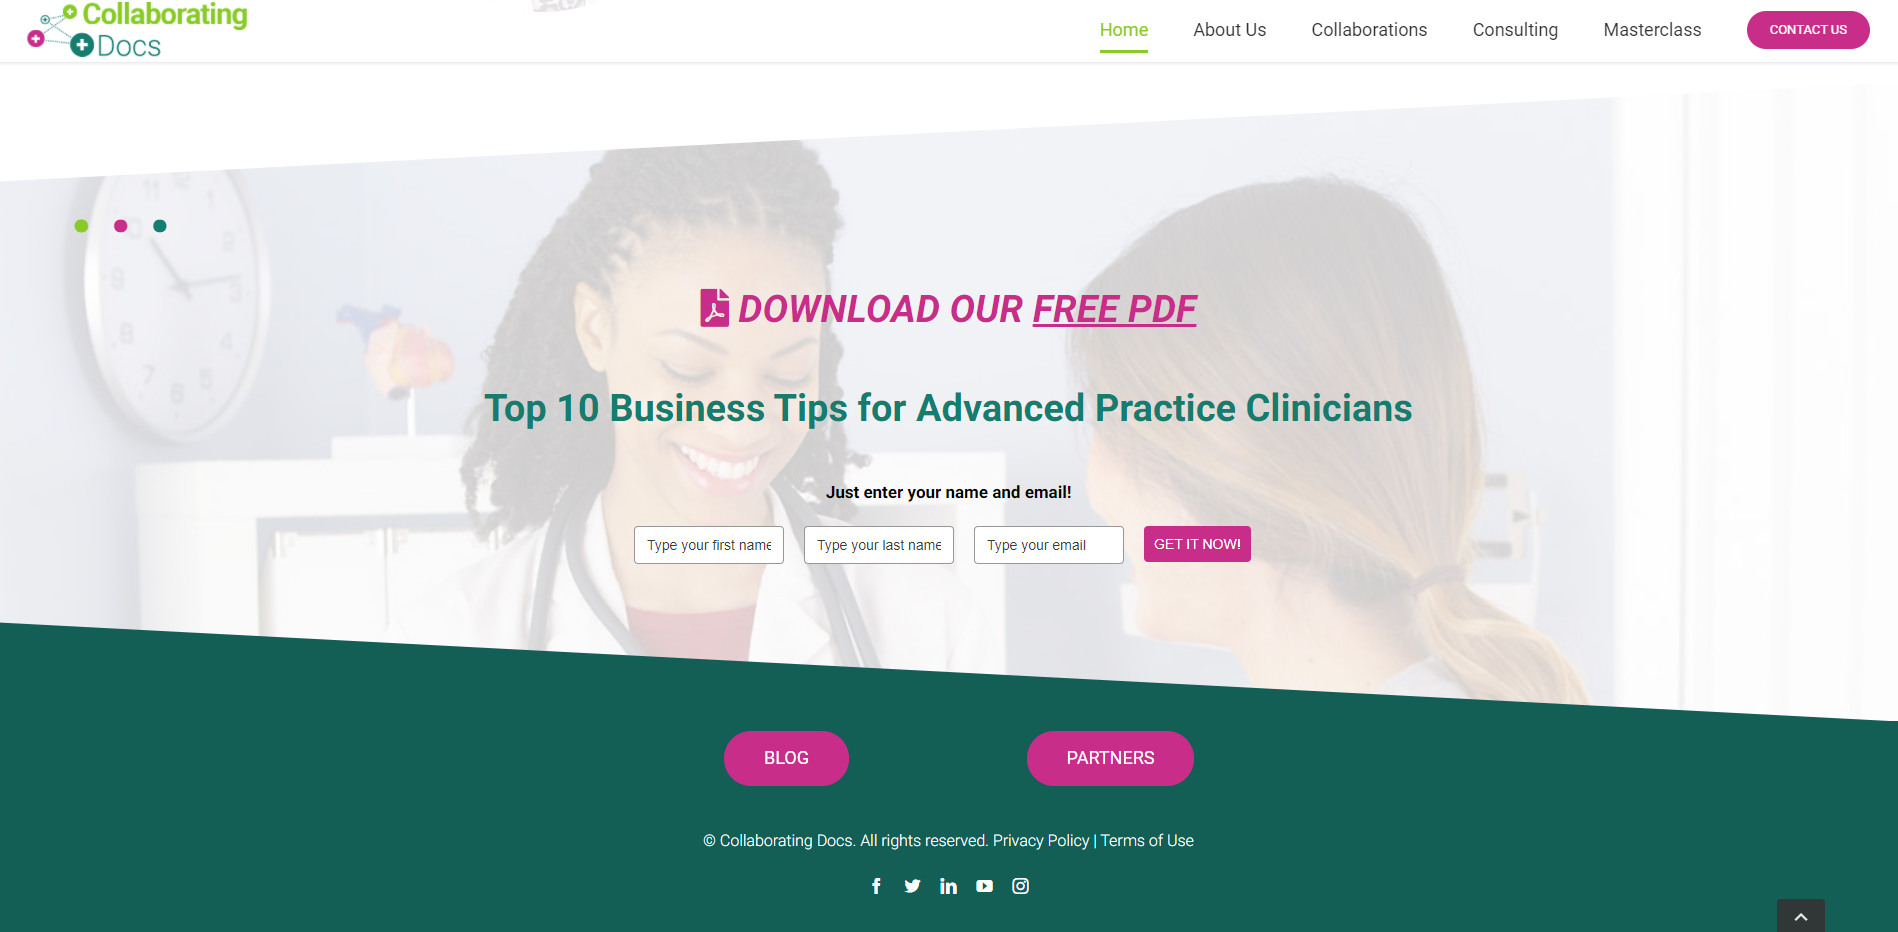 Collaborating
Docs
Home About Us Collaborations Consulting Masterclass CONTACT US
DOWNLOAD OUR FREE PDF
Top 10 Business Tips for Advanced Practice Clinicians
Just enter your name and email!
Type your first name Type your last name Type your email GET IT NOW!
BLOG PARTNERS
© Collaborating Docs. All rights reserved. Privacy Policy | Terms of Use